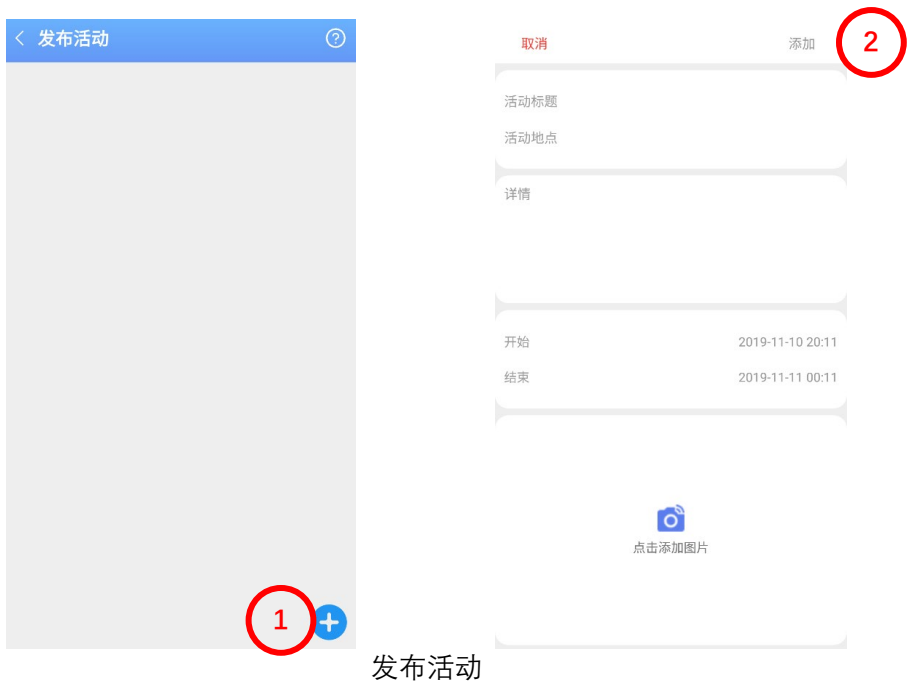 发布活动
1
取消 添加 2
活动标题
活动地点
详情
开始 2019-11-10 20:11
结束 2019-11-11 00:11
点击添加图片
发布活动